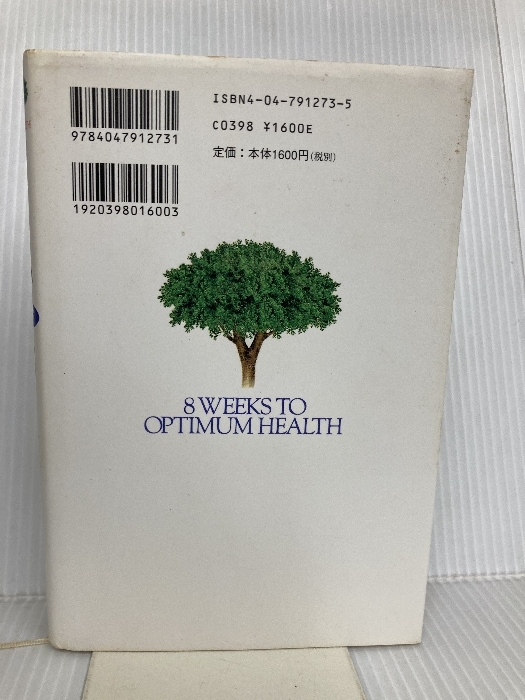 ISBN4-04-791273-5
9784047912731
C0398 ¥1600E
定価：本体1600円(税別)
1920398016003
8 WEEKS TO
OPTIMUM HEALTH